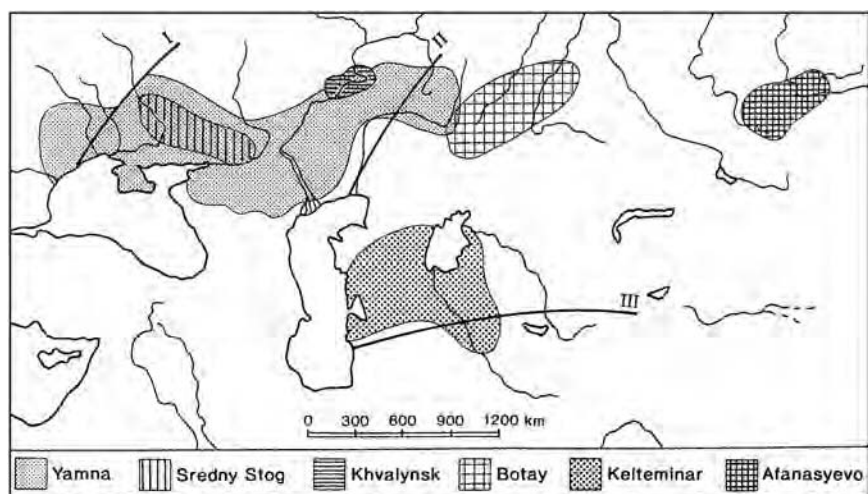 I
II
III
0 300 600 900 1200 km
Yamna Sredny Stog Khvalynsk Botay Kelteminar Afanasyevo